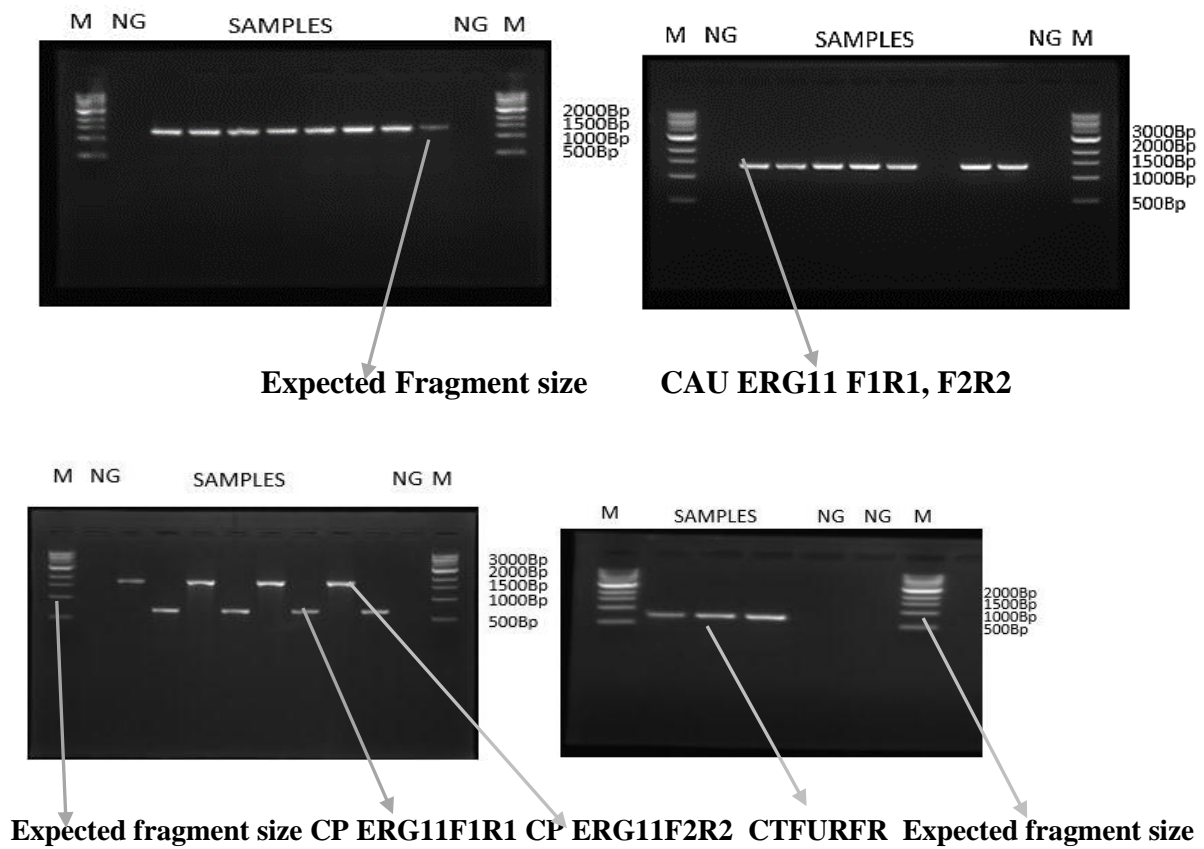 M NG SAMPLES NG M
2000Bp
1500Bp
1000Bp
500Bp
M NG SAMPLES NG M
3000Bp
2000Bp
1500Bp
1000Bp
500Bp
Expected Fragment size CAU ERG11 F1R1, F2R2
M NG SAMPLES NG M
3000Bp
2000Bp
1500Bp
1000Bp
500Bp
M SAMPLES NG NG M
2000Bp
1500Bp
1000Bp
500Bp
Expected fragment size CP ERG11F1R1 CP ERG11F2R2 CTFURFR Expected fragment size